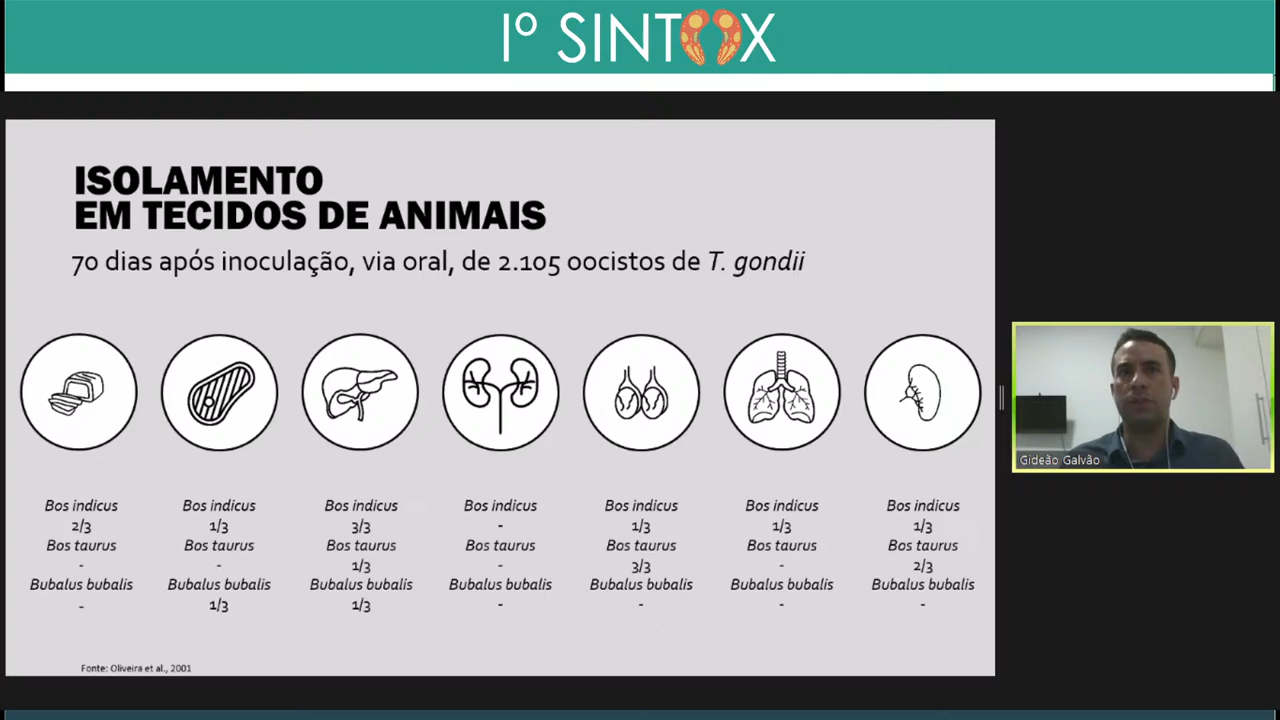 Iº SINTOX
ISOLAMENTO
EM TECIDOS DE ANIMAIS
70 dias após inoculação, via oral, de 2.105 oocistos de T. gondii
Bos indicus
2/3
Bos taurus
-
Bubalus bubalis
-
Bos indicus
1/3
Bos taurus
-
Bubalus bubalis
1/3
Bos indicus
3/3
Bos taurus
1/3
Bubalus bubalis
1/3
Bos indicus
-
Bos taurus
-
Bubalus bubalis
-
Bos indicus
1/3
Bos taurus
3/3
Bubalus bubalis
-
Bos indicus
1/3
Bos taurus
-
Bubalus bubalis
-
Bos indicus
1/3
Bos taurus
2/3
Bubalus bubalis
-
Fonte: Oliveira et al., 2001
Gideão Galvão